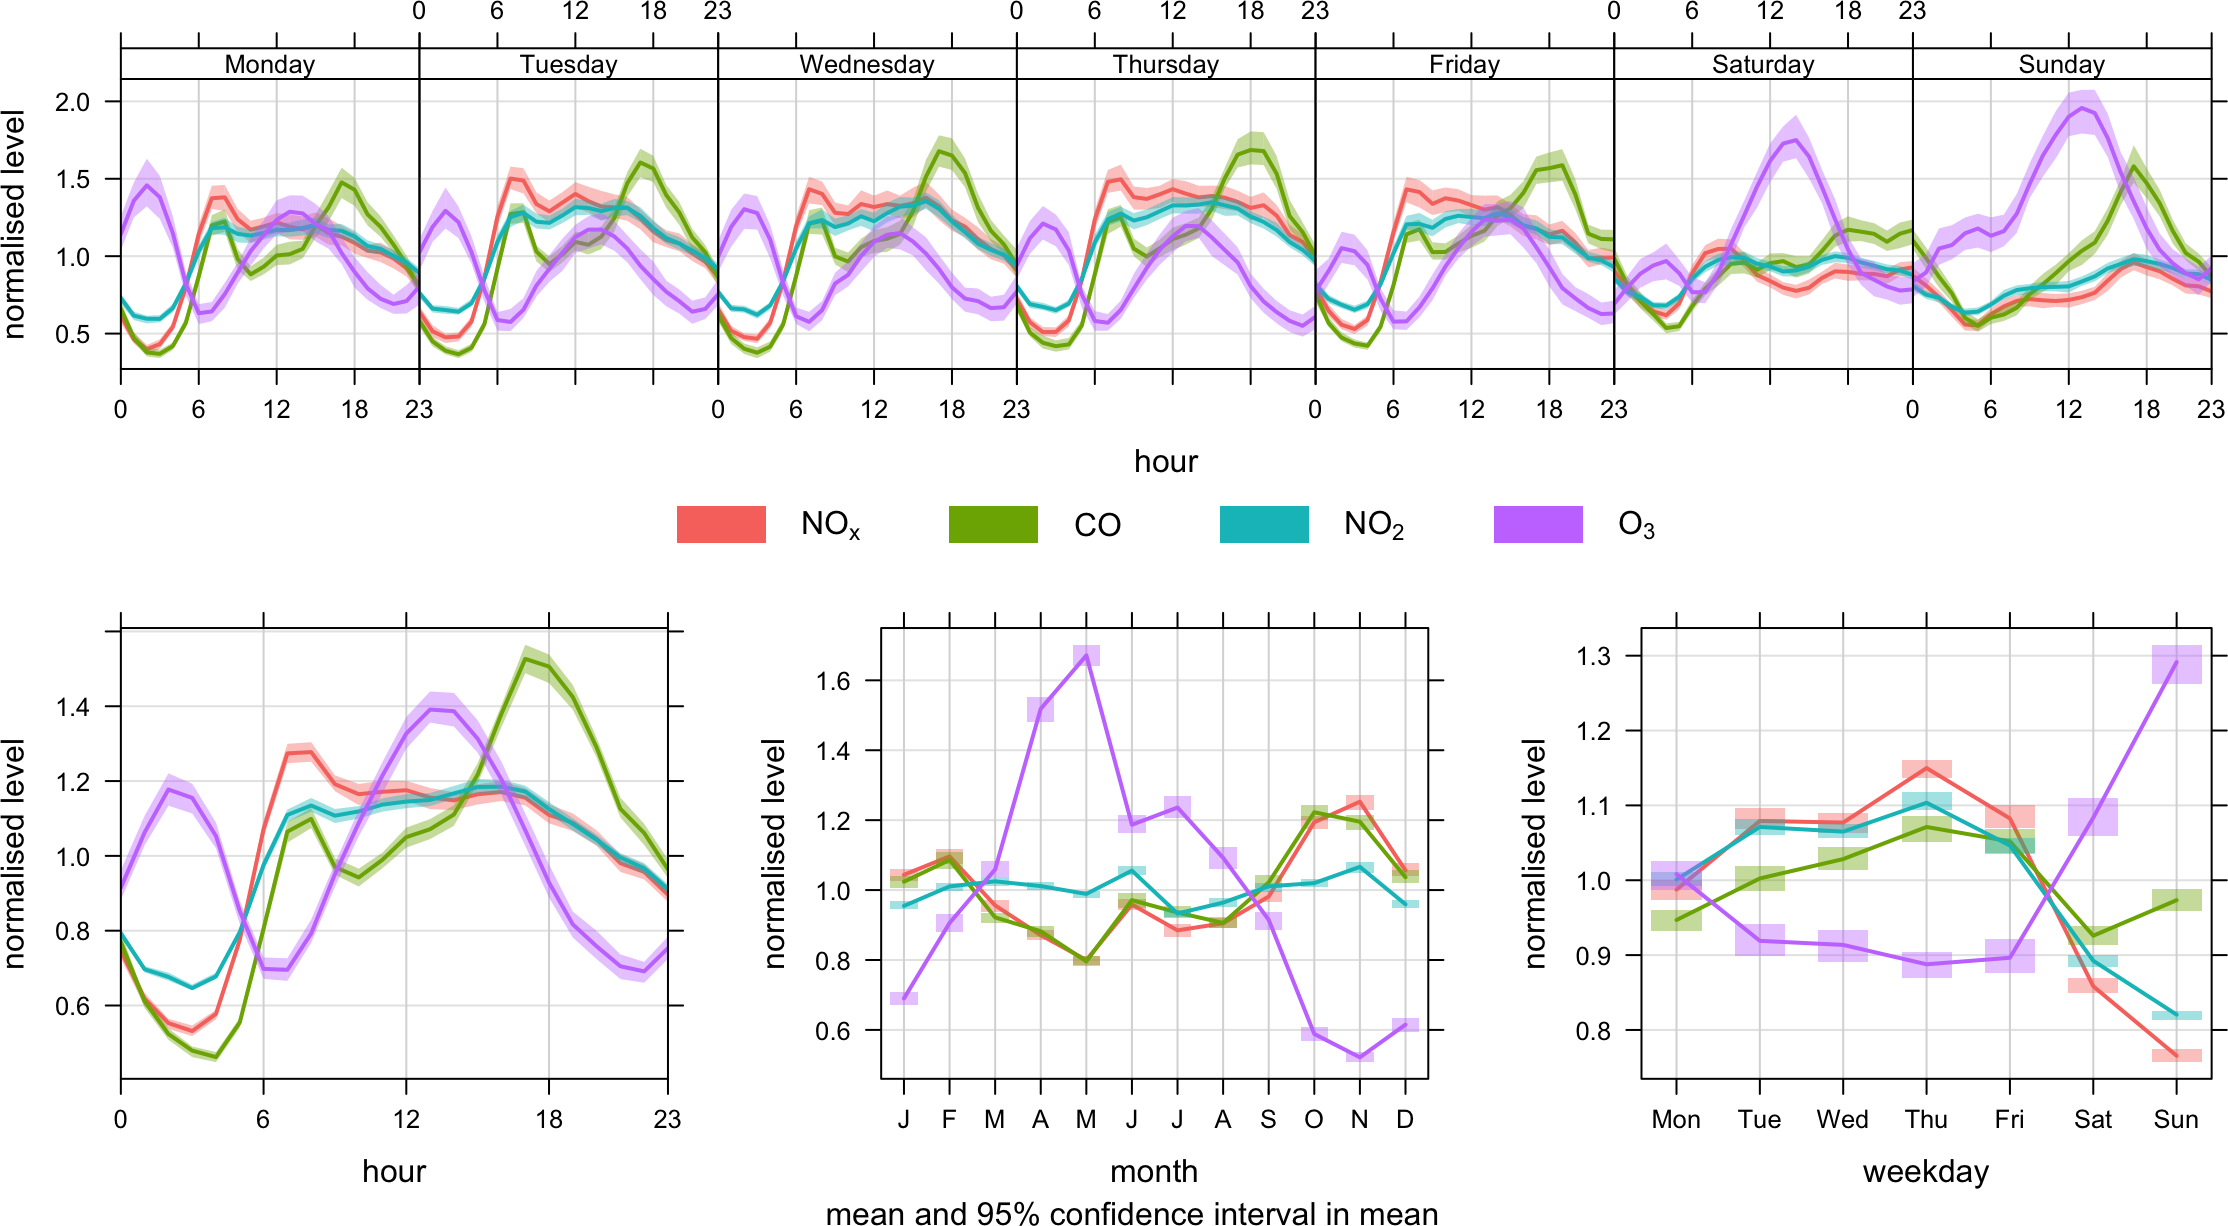 0 6 12 18 23 0 6 12 18 23 0 6 12 18 23
Monday Tuesday Wednesday Thursday Friday Saturday Sunday
normalised level
2.0
1.5
1.0
0.5
0 6 12 18 23 0 6 12 18 23 0 6 12 18 23 0 6 12 18 23
hour
NOₓ CO NO₂ O₃
normalised level
1.4
1.2
1.0
0.8
0.6
0 6 12 18 23
hour
normalised level
1.6
1.4
1.2
1.0
0.8
0.6
J F M A M J J A S O N D
month
normalised level
1.3
1.2
1.1
1.0
0.9
0.8
Mon Tue Wed Thu Fri Sat Sun
weekday
mean and 95% confidence interval in mean